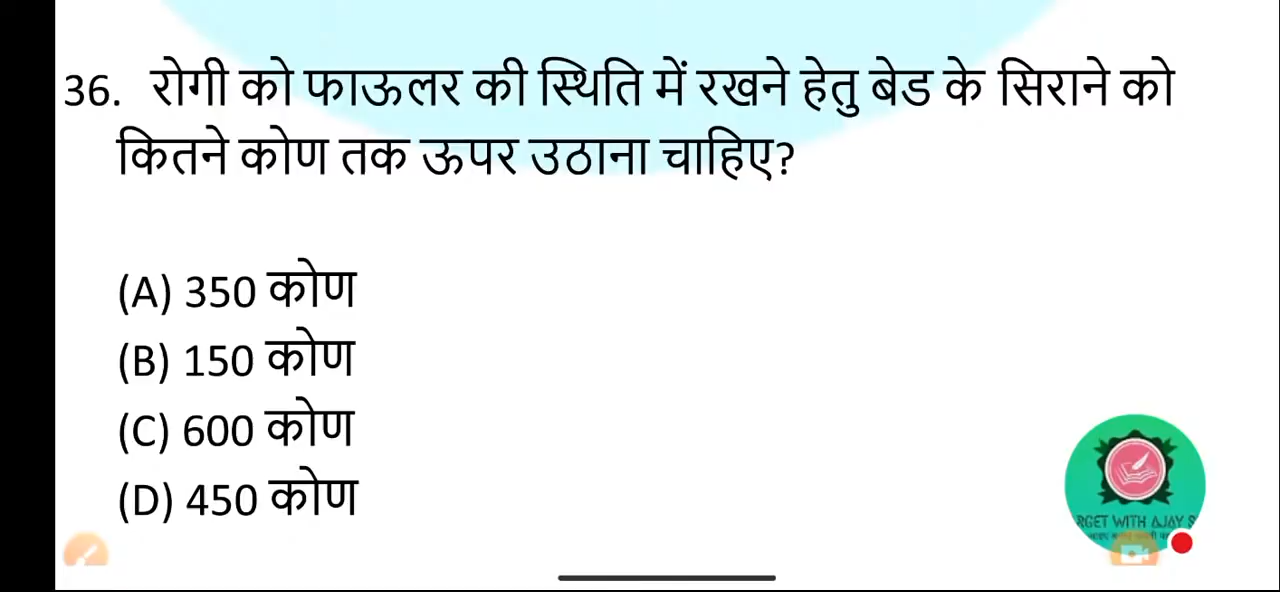 36. रोगी को फाऊलर की स्थिति में रखने हेतु बेड के सिराने को
कितने कोण तक ऊपर उठाना चाहिए?
(A) 350 कोण
(B) 150 कोण
(C) 600 कोण
(D) 450 कोण
RGET WITH AJAY S